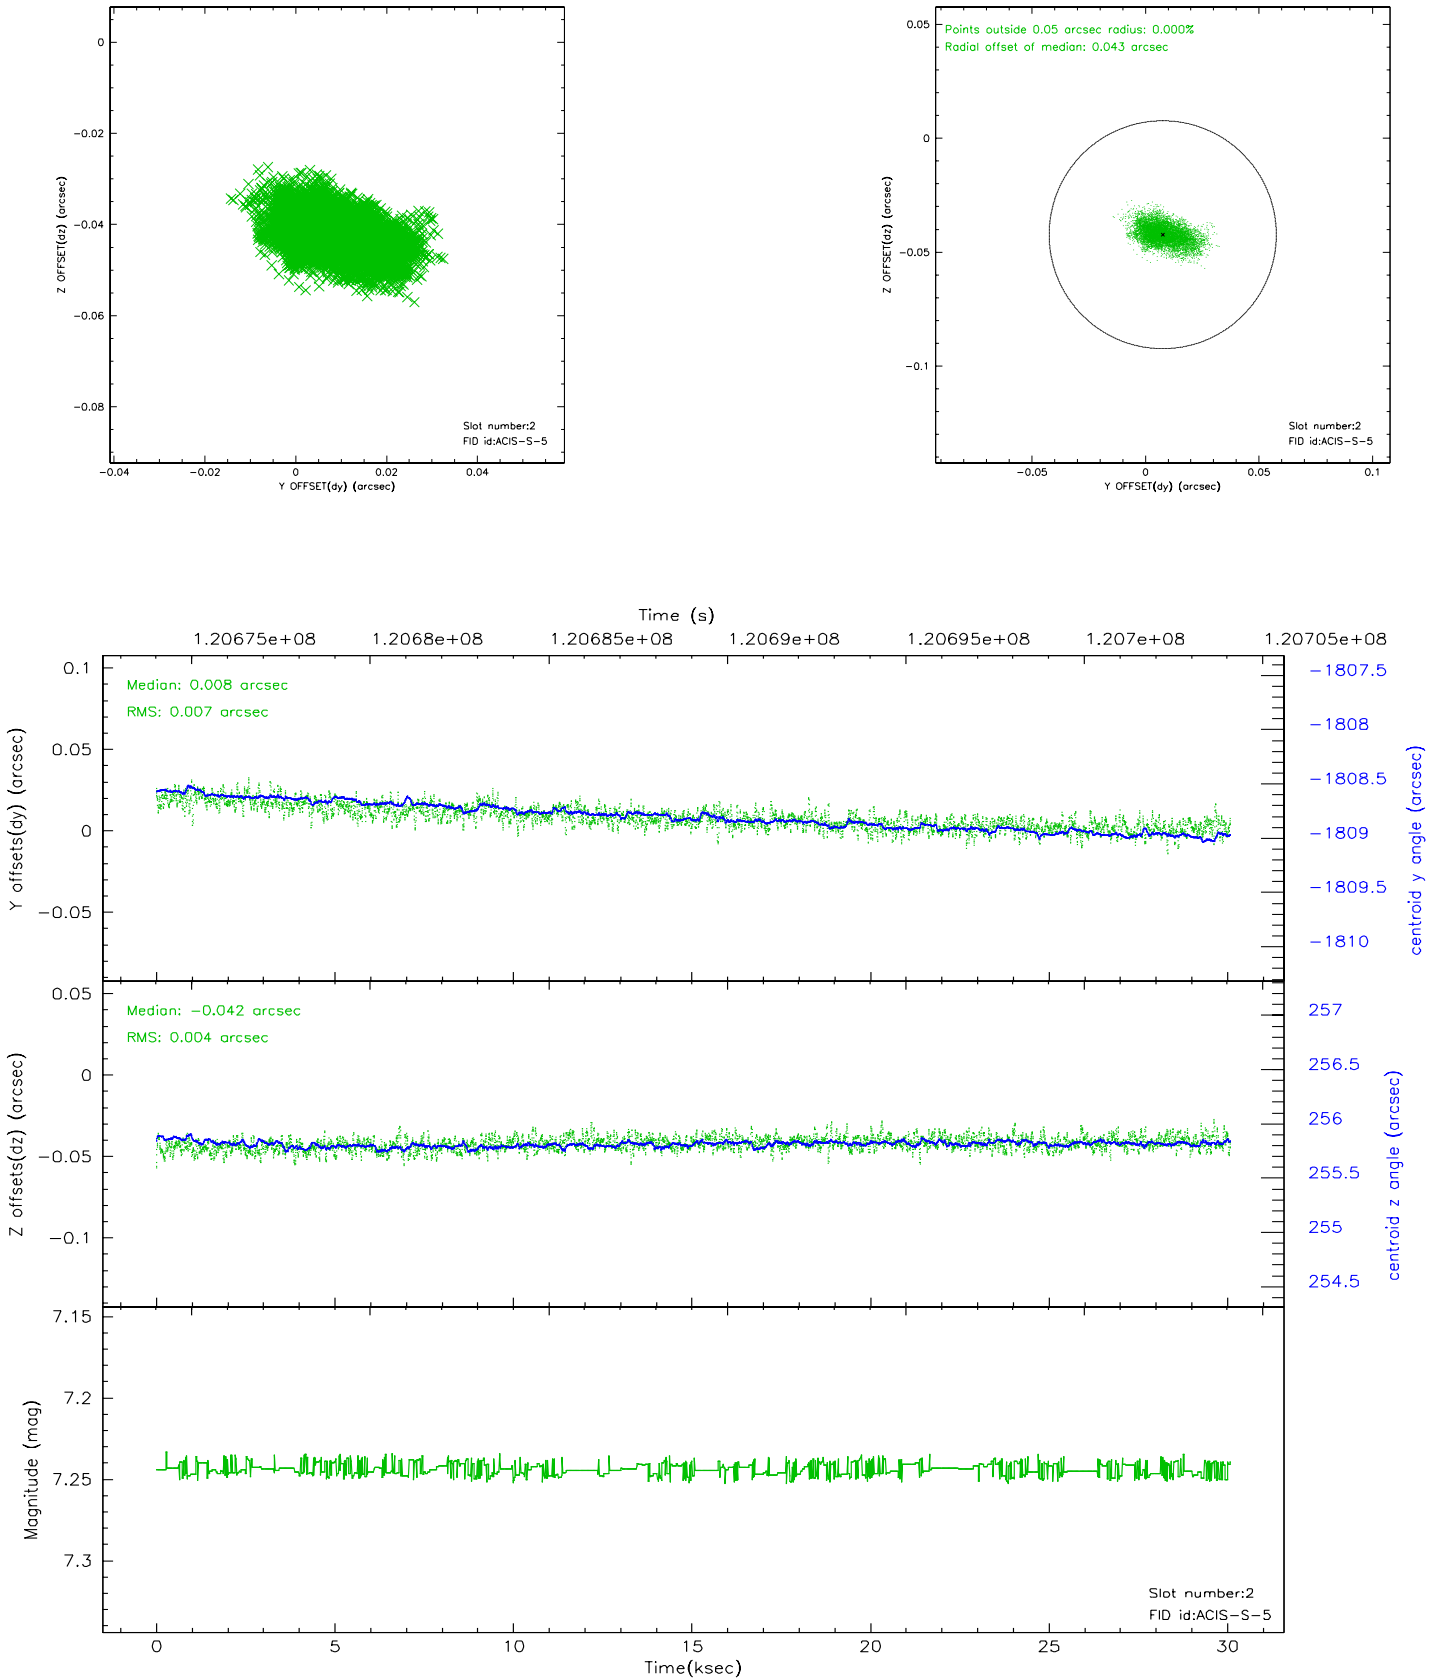 0
-0.02
-0.04
-0.06
-0.08
Z OFFSET(dz) (arcsec)
Slot number:2
FID id:ACIS-S-5
-0.04
-0.02
0
0.02
0.04
Y OFFSET(dy) (arcsec)
Points outside 0.05 arcsec radius: 0.000%
Radial offset of median: 0.043 arcsec
0.05
0
-0.05
-0.1
Z OFFSET(dz) (arcsec)
Slot number:2
FID id:ACIS-S-5
-0.05
0
0.05
0.1
Y OFFSET(dy) (arcsec)
Time (s)
1.20675e+08
1.2068e+08
1.20685e+08
1.2069e+08
1.20695e+08
1.207e+08
1.20705e+08
Median: 0.008 arcsec
RMS: 0.007 arcsec
0.1
0.05
0
-0.05
Y offsets(dy) (arcsec)
-1807.5
-1808
-1808.5
-1809
-1809.5
-1810
centroid y angle (arcsec)
Median: -0.042 arcsec
RMS: 0.004 arcsec
0.05
0
-0.05
-0.1
Z offsets(dz) (arcsec)
257
256.5
256
255.5
255
254.5
centroid z angle (arcsec)
7.15
7.2
7.25
7.3
Magnitude (mag)
Slot number:2
FID id:ACIS-S-5
0
5
10
15
20
25
30
Time(ksec)